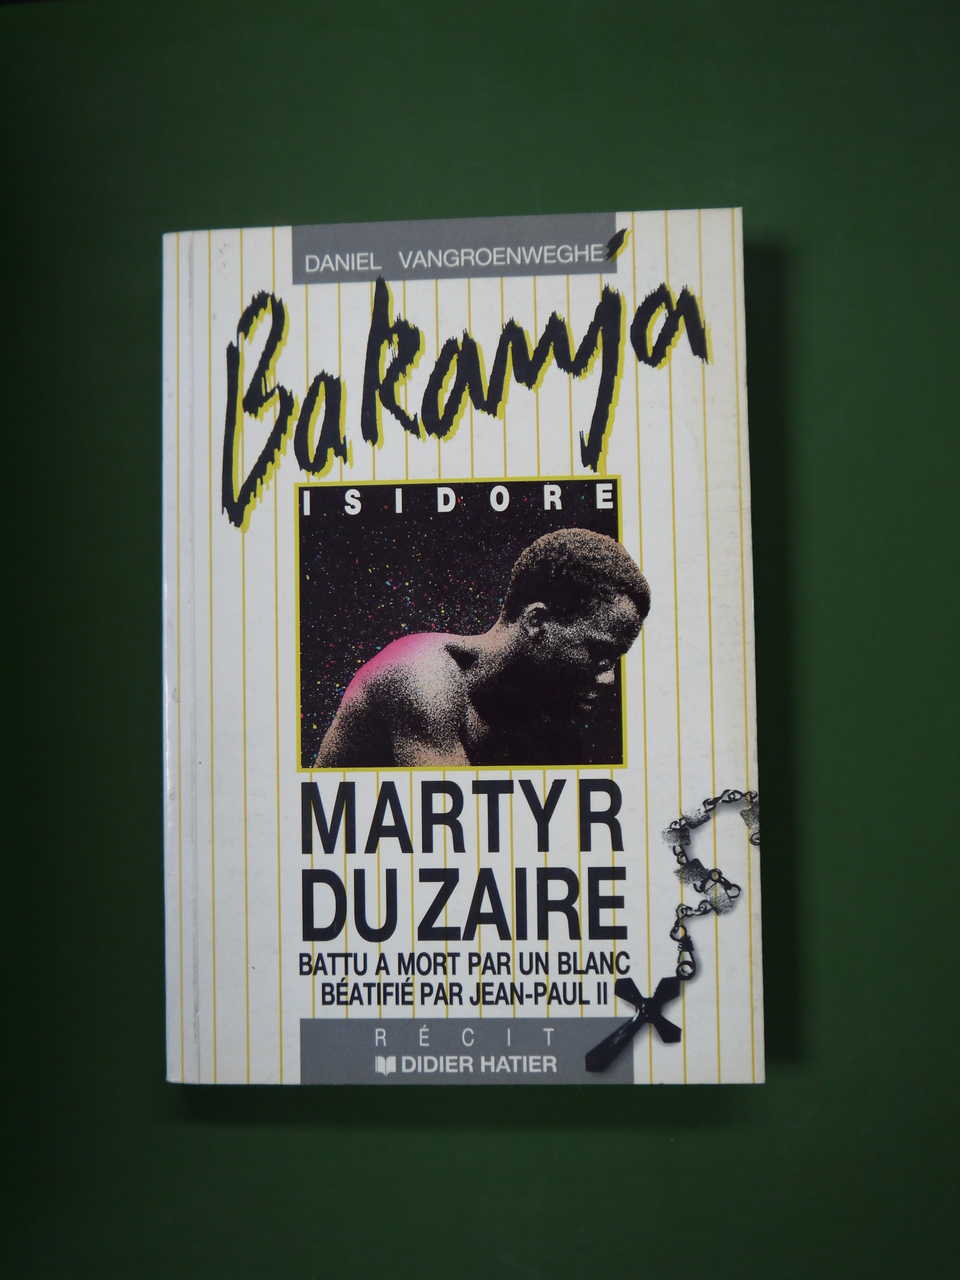 DANIEL VANGROENWEGHE
Bakanja
ISIDORE
MARTYR
DU ZAIRE
BATTU A MORT PAR UN BLANC
BÉATIFIÉ PAR JEAN-PAUL II
RÉCIT
DIDIER HATIER